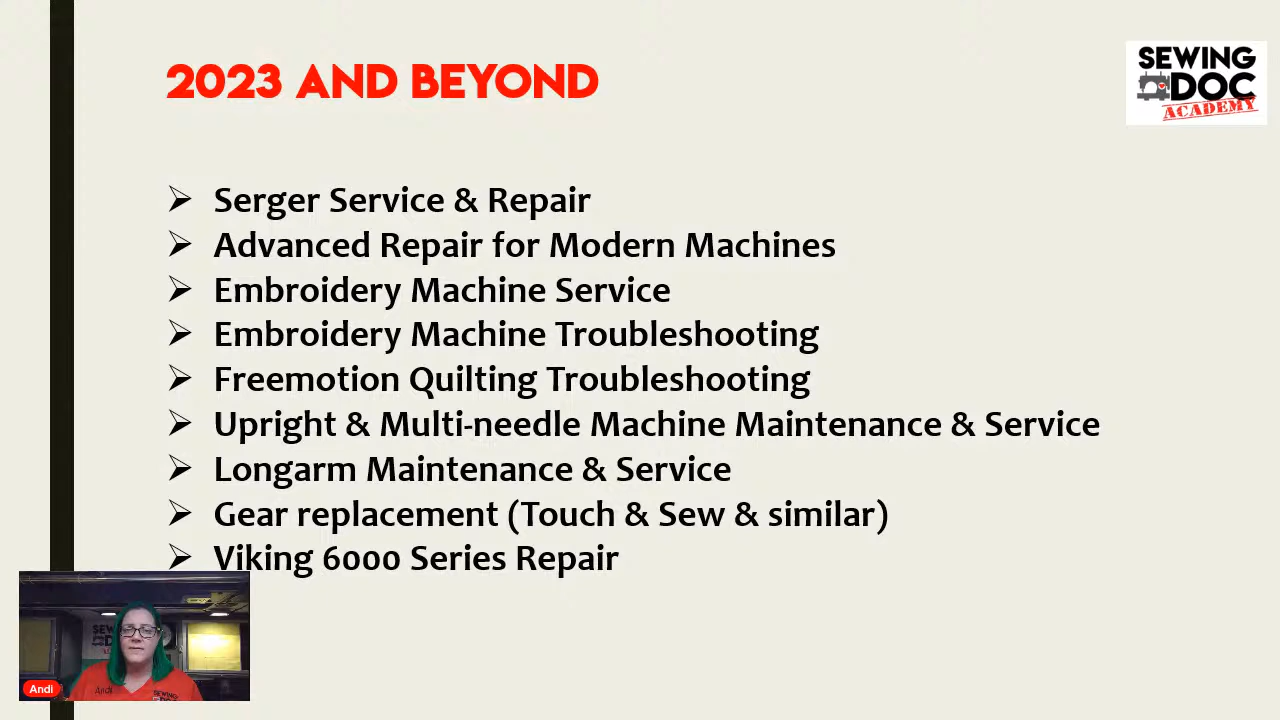 2023 AND BEYOND
SEWING
DOC
ACADEMY
Serger Service & Repair
Advanced Repair for Modern Machines
Embroidery Machine Service
Embroidery Machine Troubleshooting
Freemotion Quilting Troubleshooting
Upright & Multi-needle Machine Maintenance & Service
Longarm Maintenance & Service
Gear replacement (Touch & Sew & similar)
Viking 6000 Series Repair
Andi